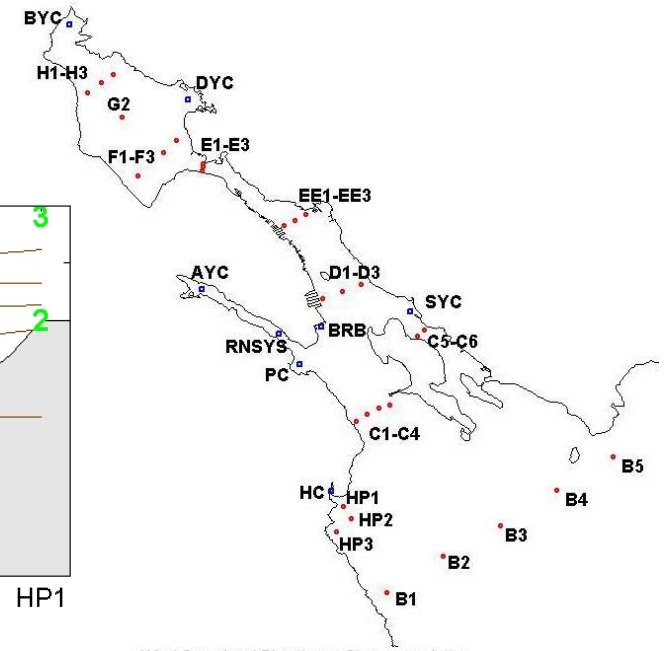 BYC
H1-H3
DYC
G2
E1-E3
F1-F3
EE1-EE3
3
AYC
D1-D3
SYC
2
BRB
RNSYS
C5-C6
PC
C1-C4
B5
HC
HP1
B4
HP2
B3
HP3
B2
HP1
B1